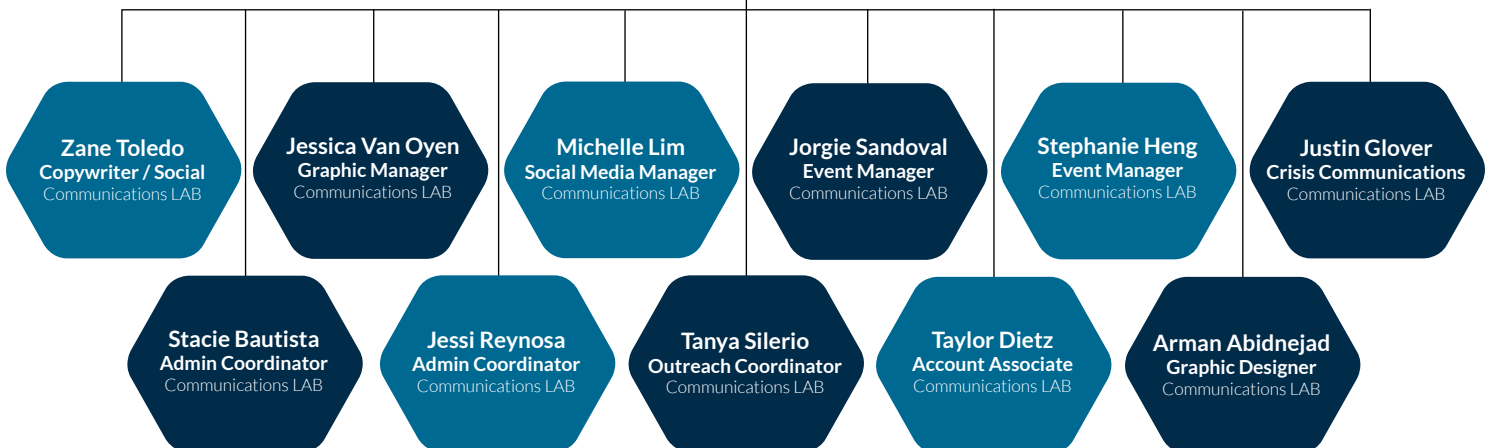 Zane Toledo
Copywriter / Social
Communications LAB
Jessica Van Oyen
Graphic Manager
Communications LAB
Michelle Lim
Social Media Manager
Communications LAB
Jorgie Sandoval
Event Manager
Communications LAB
Stephanie Heng
Event Manager
Communications LAB
Justin Glover
Crisis Communications
Communications LAB
Stacie Bautista
Admin Coordinator
Communications LAB
Jessi Reynosa
Admin Coordinator
Communications LAB
Tanya Silerio
Outreach Coordinator
Communications LAB
Taylor Dietz
Account Associate
Communications LAB
Arman Abidnejad
Graphic Designer
Communications LAB